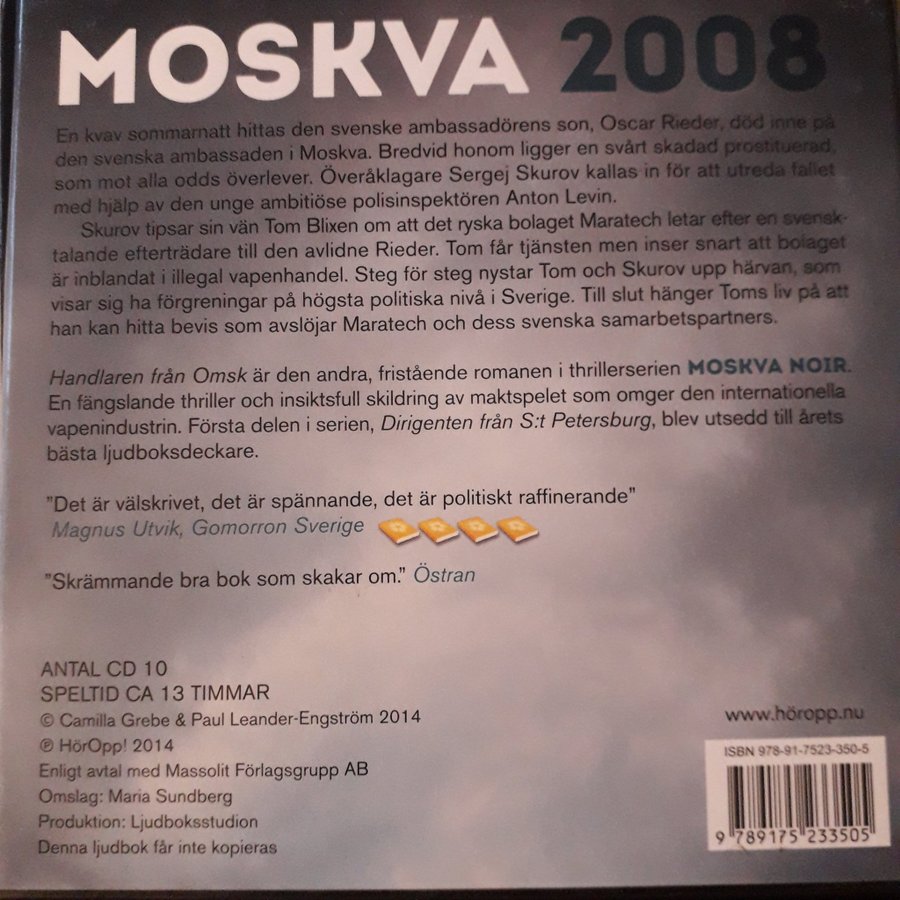 MOSKVA 2008
En kvav sommarnatt hittas den svenske ambassadörens son, Oscar Rieder, död inne på
den svenska ambassaden i Moskva. Bredvid honom ligger en svårt skadad prostituerad,
som mot alla odds överlever. Överåklagare Sergej Skurov kallas in för att utreda fallet
med hjälp av den unge ambitiöse polisinspektören Anton Levin.
Skurov tipsar sin vän Tom Blixen om att det ryska bolaget Maratech letar efter en svensk-
talande efterträdare till den avlidne Rieder. Tom får tjänsten men inser snart att bolaget
är inblandat i illegal vapenhandel. Steg för steg nystar Tom och Skurov upp härvan, som
visar sig ha förgreningar på högsta politiska nivå i Sverige. Till slut hänger Toms liv på att
han kan hitta bevis som avslöjar Maratech och dess svenska samarbetspartners.
Handlaren från Omsk är den andra, fristående romanen i thrillerserien MOSKVA NOIR.
En fängslande thriller och insiktsfull skildring av maktspelet som omger den internationella
vapenindustrin. Första delen i serien, Dirigenten från S:t Petersburg, blev utsedd till årets
bästa ljudboksdeckare.
”Det är välskrivet, det är spännande, det är politiskt raffinerande”
Magnus Utvik, Gomorron Sverige
”Skrämmande bra bok som skakar om.” Östran
ANTAL CD 10
SPELTID CA 13 TIMMAR
© Camilla Grebe & Paul Leander-Engström 2014
℗ HörOpp! 2014
Enligt avtal med Massolit Förlagsgrupp AB
Omslag: Maria Sundberg
Produktion: Ljudboksstudion
Denna ljudbok får inte kopieras
www.höropp.nu
ISBN 978-91-7523-350-5
9 789175 233505